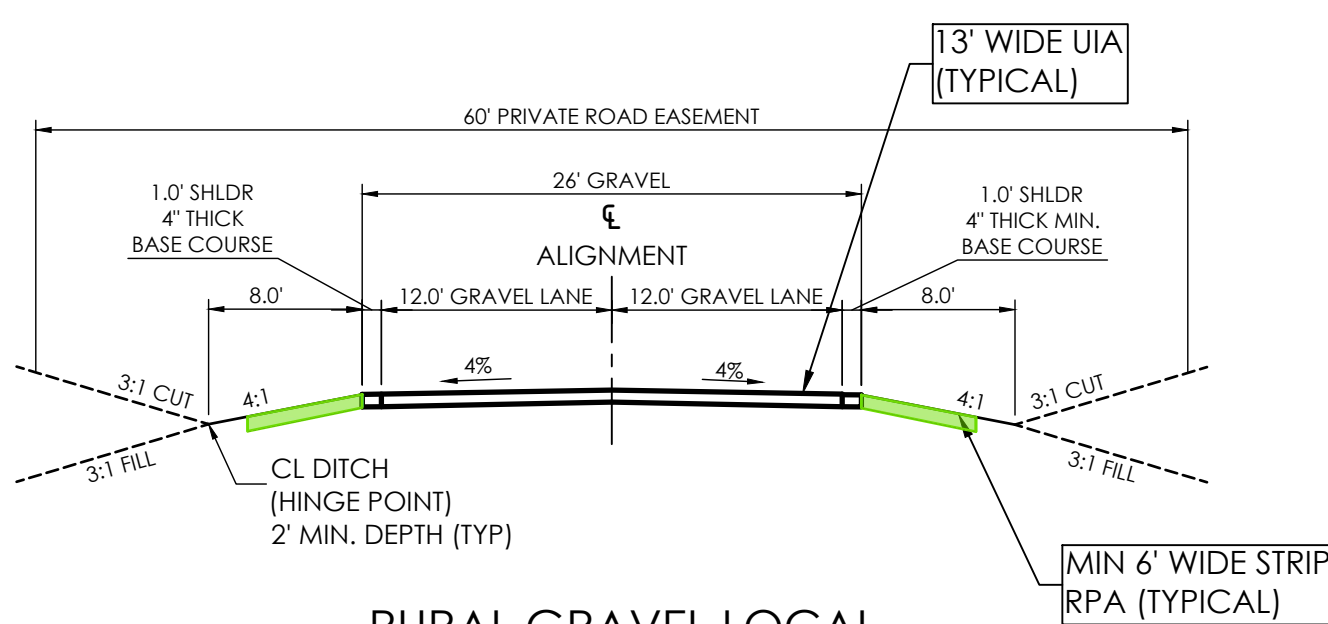 13' WIDE UIA
(TYPICAL)
60' PRIVATE ROAD EASEMENT
26' GRAVEL
1.0' SHLDR
4" THICK
BASE COURSE
℄
ALIGNMENT
1.0' SHLDR
4" THICK MIN.
BASE COURSE
8.0'
12.0' GRAVEL LANE
12.0' GRAVEL LANE
8.0'
4%
4%
3:1 CUT
4:1
4:1
3:1 CUT
3:1 FILL
3:1 FILL
CL DITCH
(HINGE POINT)
2' MIN. DEPTH (TYP)
MIN 6' WIDE STRIP
RPA (TYPICAL)
RURAL GRAVEL LOCAL